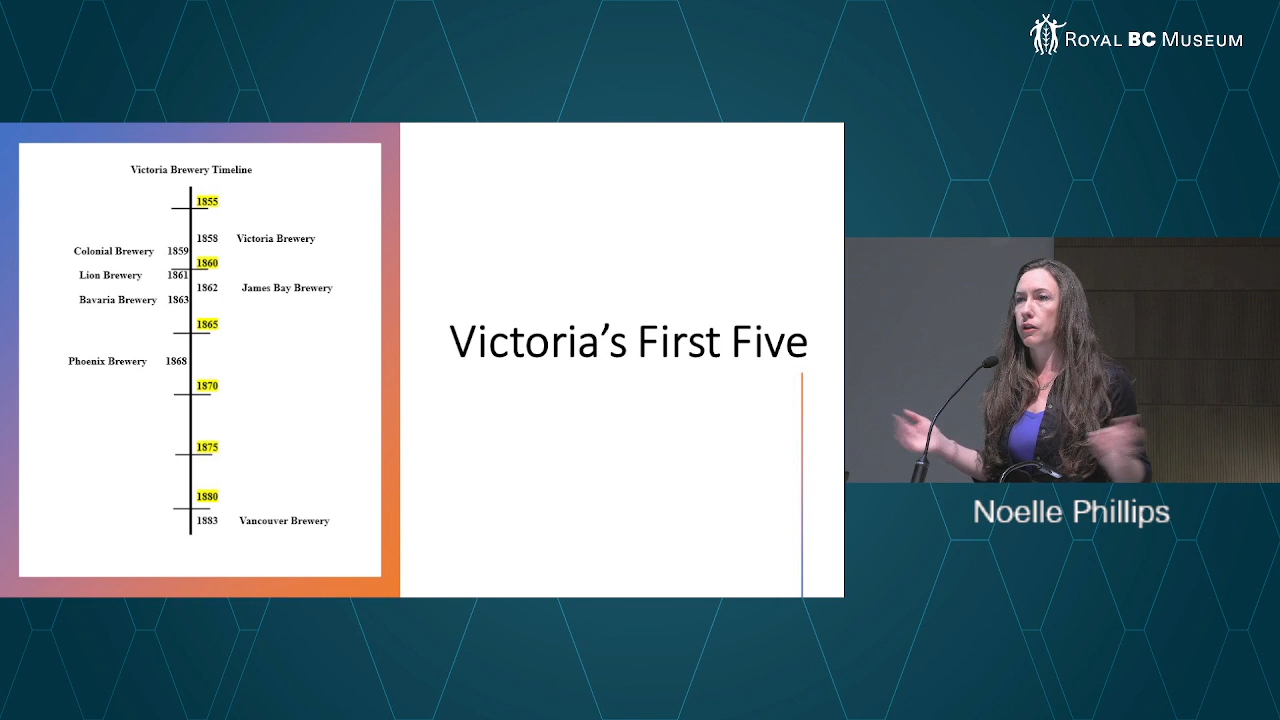 ROYAL BC MUSEUM
Victoria Brewery Timeline
1855
1858 Victoria Brewery
Colonial Brewery 1859
1860
Lion Brewery 1861
1862 James Bay Brewery
Bavaria Brewery 1863
1865
Phoenix Brewery 1868
1870
1875
1880
1883 Vancouver Brewery
Victoria's First Five
Noelle Phillips